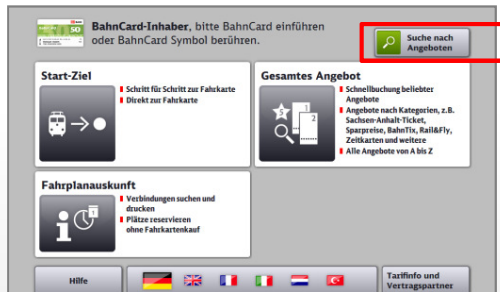 BahnCard-Inhaber, bitte BahnCard einführen
oder BahnCard Symbol berühren.
Suche nach
Angeboten
Start-Ziel
Schritt für Schritt zur Fahrkarte
Direkt zur Fahrkarte
Gesamtes Angebot
Schnellbuchung beliebter
Angebote
Angebote nach Kategorien, z.B.
Sachsen-Anhalt-Ticket,
Sparpreise, BahnTix, Rail&Fly,
Zeitkarten und weitere
Alle Angebote von A bis Z
Fahrplanauskunft
Verbindungen suchen und
drucken
Plätze reservieren
ohne Fahrkartenkauf
Hilfe
Tarifinfo und
Vertragspartner